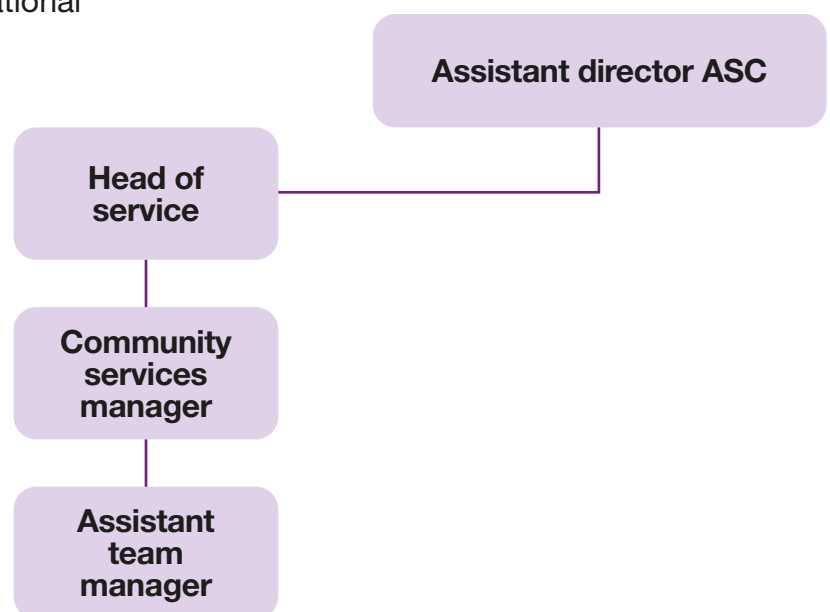 Assistant director ASC
Head of
service
Community
services
manager
Assistant
team
manager